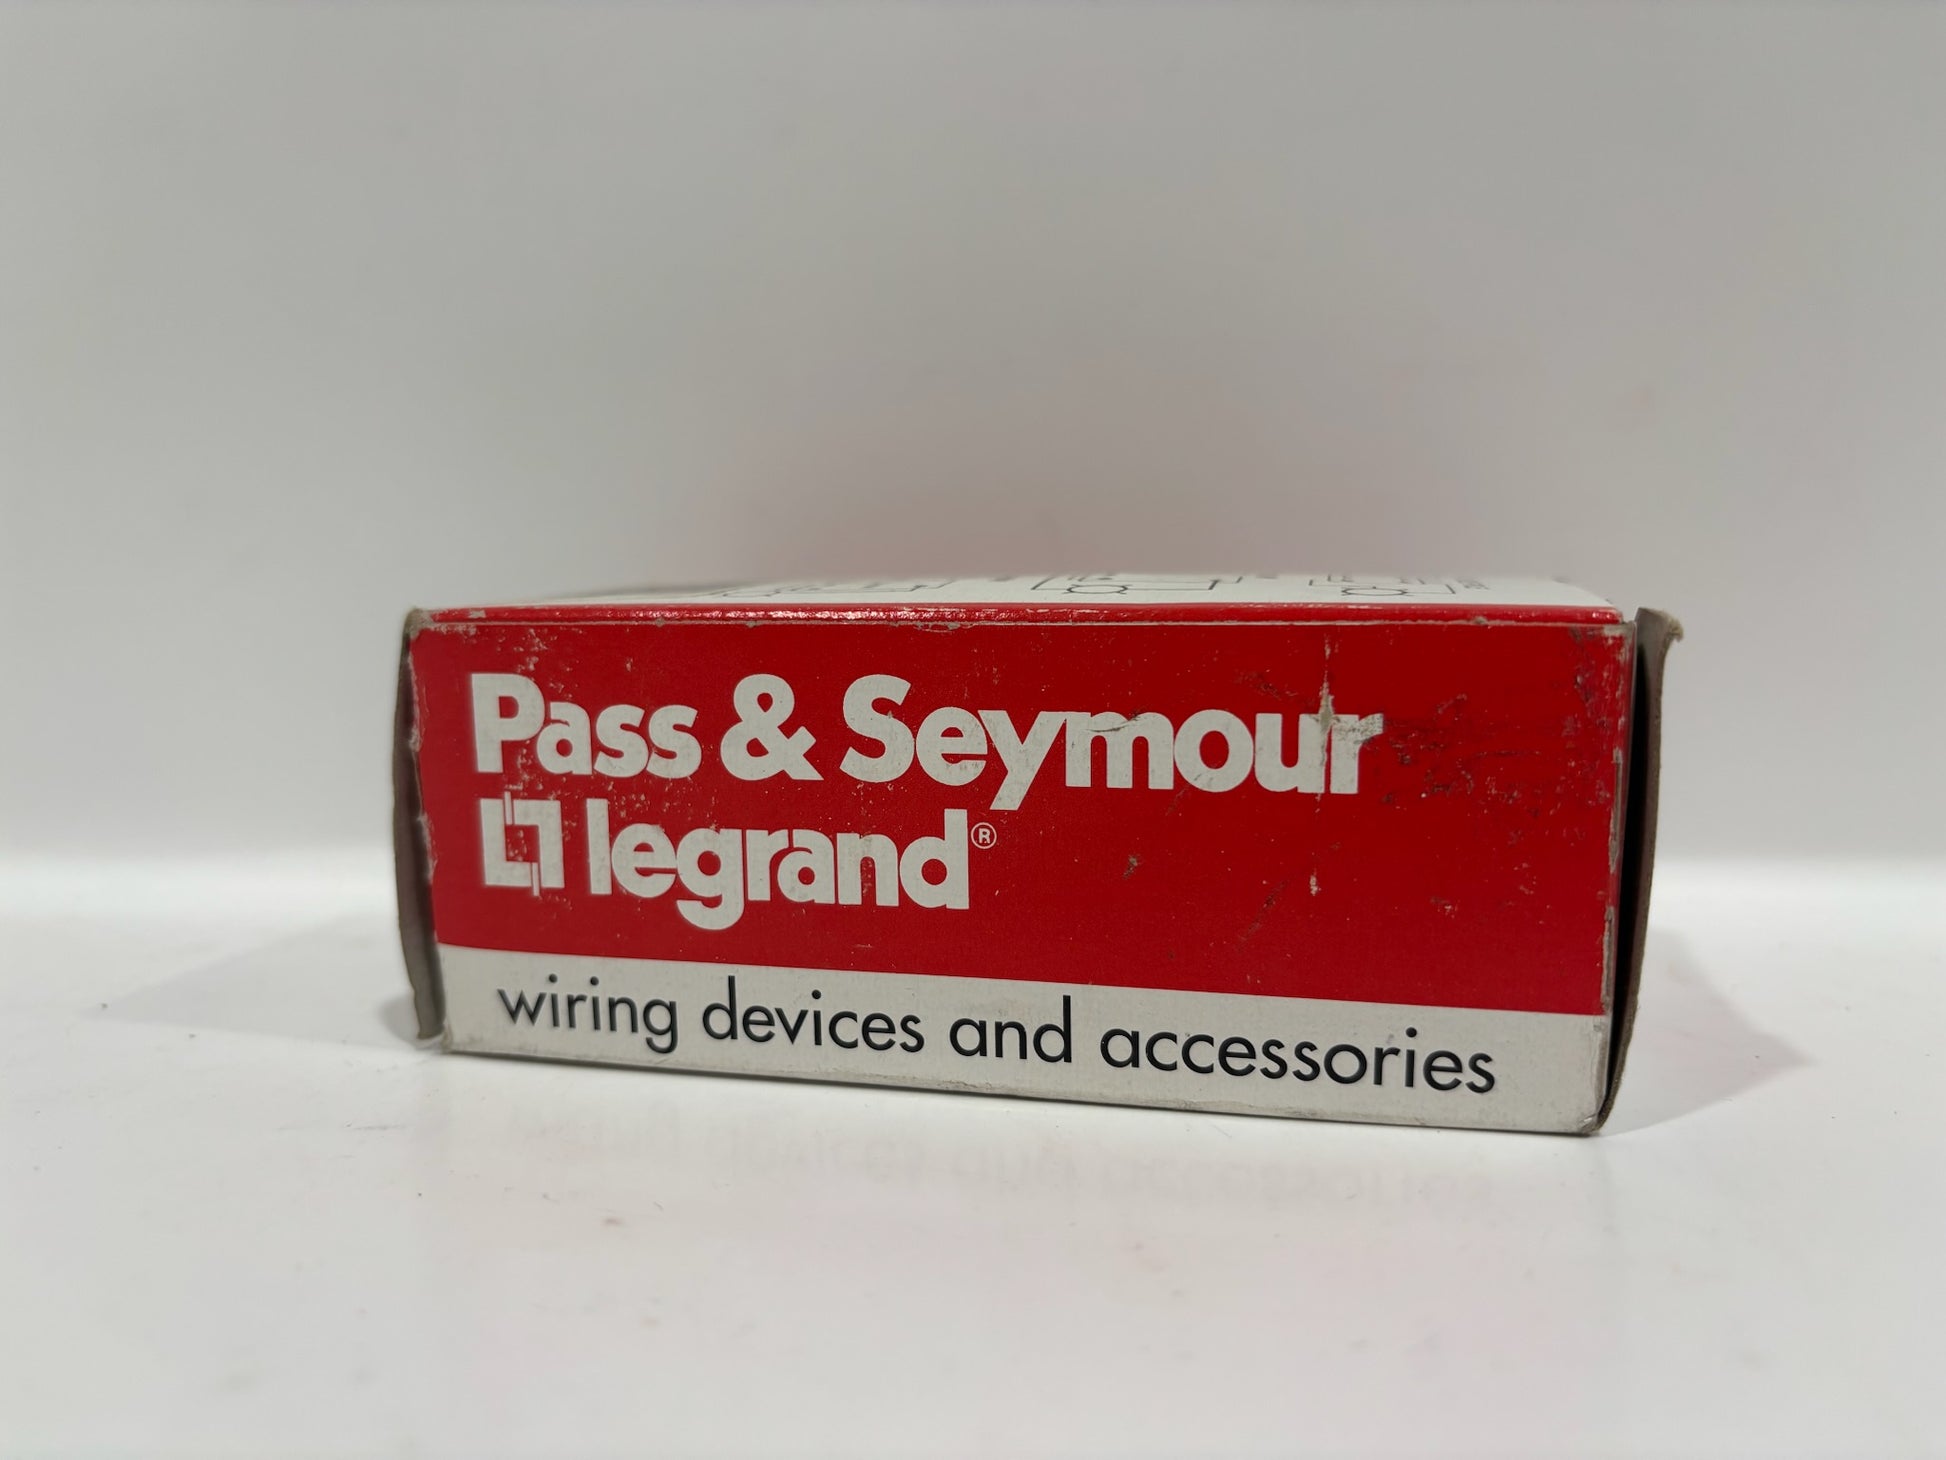 Pass & Seymour
legrand®
wiring devices and accessories